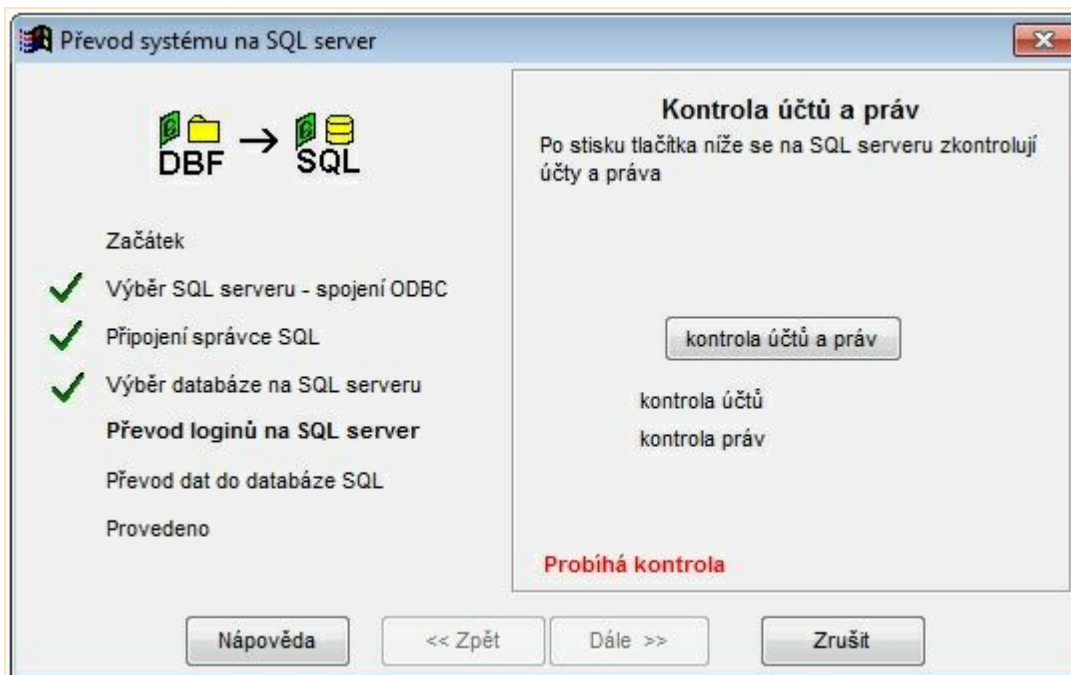 Převod systému na SQL server
DBF → SQL
Začátek
Výběr SQL serveru - spojení ODBC
Připojení správce SQL
Výběr databáze na SQL serveru
Převod loginů na SQL server
Převod dat do databáze SQL
Provedeno
Kontrola účtů a práv
Po stisku tlačítka níže se na SQL serveru zkontrolují
účty a práva
kontrola účtů a práv
kontrola účtů
kontrola práv
Probíhá kontrola
Nápověda
<< Zpět
Dále >>
Zrušit